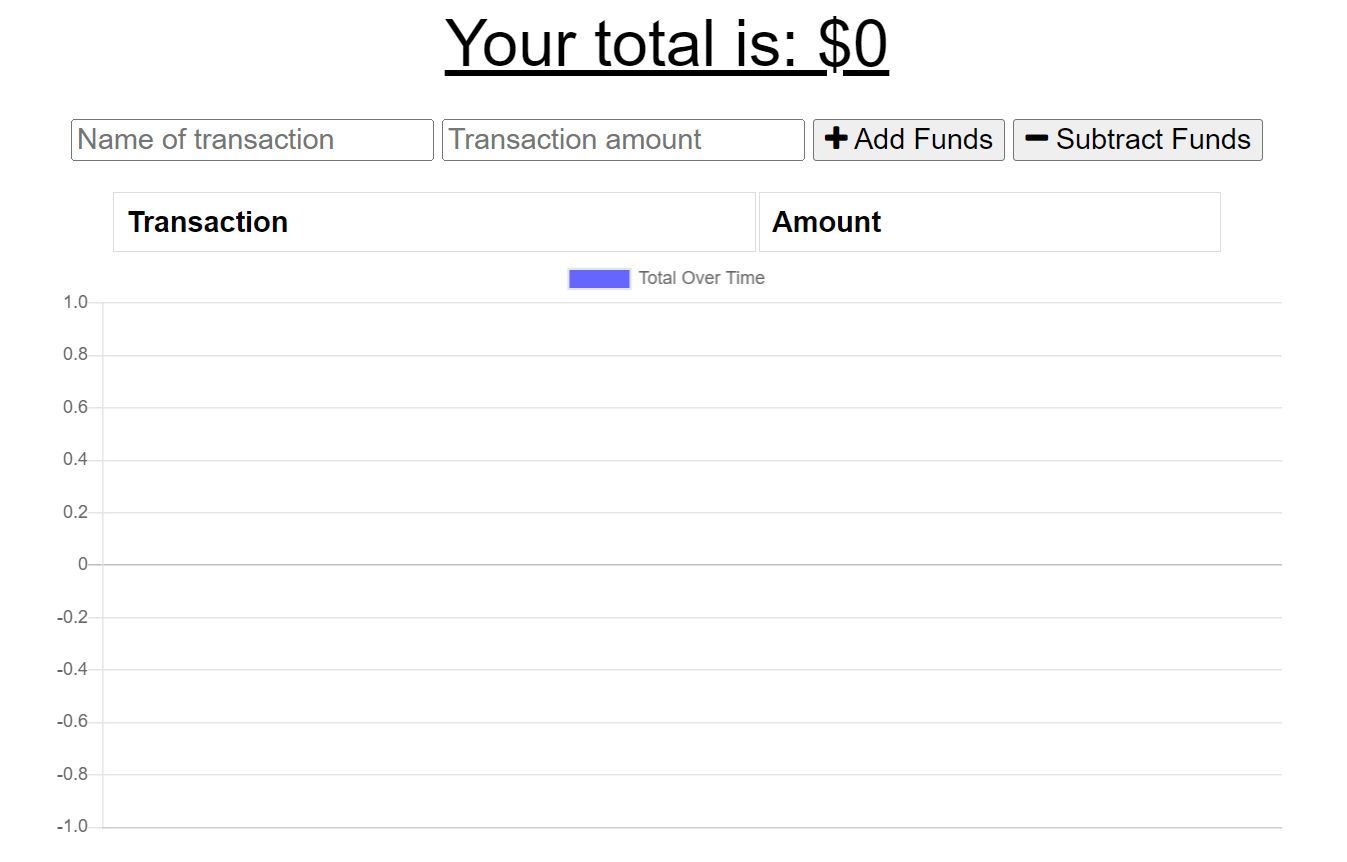 Your total is: $0
Name of transaction Transaction amount Add Funds Subtract Funds
Transaction Amount
Total Over Time
1.0
0.8
0.6
0.4
0.2
0
-0.2
-0.4
-0.6
-0.8
-1.0